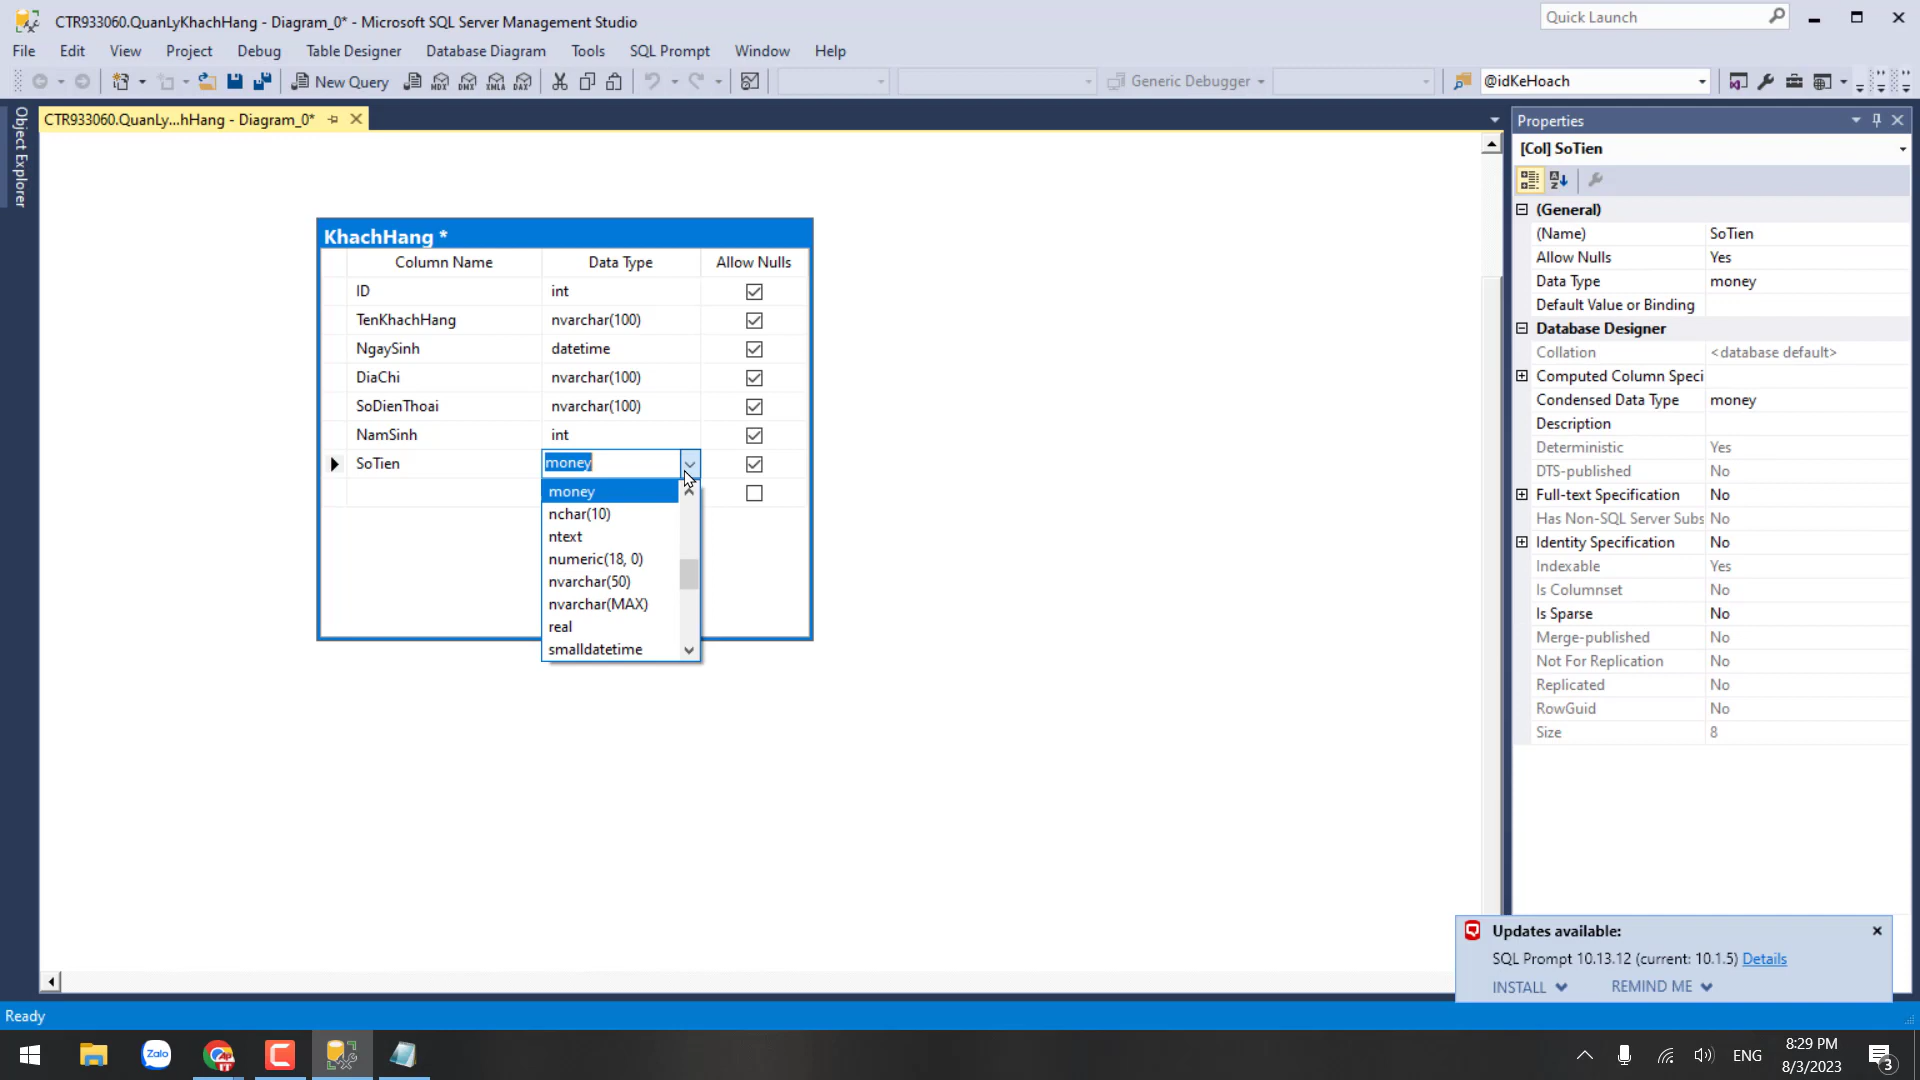 CTR933060.QuanLyKhachHang - Diagram_0* - Microsoft SQL Server Management Studio
Quick Launch
File Edit View Project Debug Table Designer Database Diagram Tools SQL Prompt Window Help
New Query
MDX DMX XMLA DAX
Generic Debugger
@idKeHoach
Object Explorer
CTR933060.QuanLy...hHang - Diagram_0*
KhachHang *
Column Name Data Type Allow Nulls
ID int
TenKhachHang nvarchar(100)
NgaySinh datetime
DiaChi nvarchar(100)
SoDienThoai nvarchar(100)
NamSinh int
SoTien money
money
nchar(10)
ntext
numeric(18, 0)
nvarchar(50)
nvarchar(MAX)
real
smalldatetime
Properties
[Col] SoTien
(General)
(Name) SoTien
Allow Nulls Yes
Data Type money
Default Value or Binding
Database Designer
Collation <database default>
Computed Column Speci
Condensed Data Type money
Description
Deterministic Yes
DTS-published No
Full-text Specification No
Has Non-SQL Server Subs No
Identity Specification No
Indexable Yes
Is Columnset No
Is Sparse No
Merge-published No
Not For Replication No
Replicated No
RowGuid No
Size 8
Updates available:
SQL Prompt 10.13.12 (current: 10.1.5) Details
INSTALL REMIND ME
Ready
Zalo
ENG
8:29 PM
8/3/2023
3